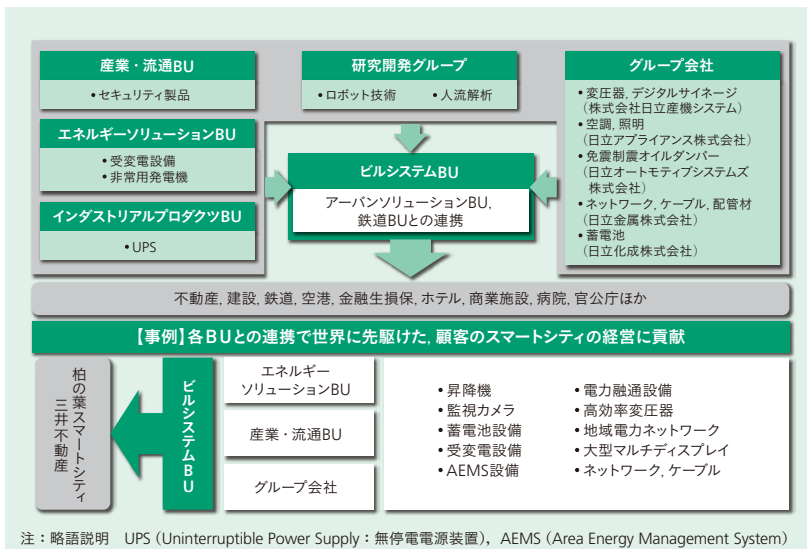 産業・流通BU
• セキュリティ製品
エネルギーソリューションBU
• 受変電設備
• 非常用発電機
インダストリアルプロダクツBU
• UPS
研究開発グループ
• ロボット技術　• 人流解析
ビルシステムBU
アーバンソリューションBU,
鉄道BUとの連携
グループ会社
• 変圧器, デジタルサイネージ
（株式会社日立産機システム）
• 空調, 照明
（日立アプライアンス株式会社）
• 免震制震オイルダンパー
（日立オートモティブシステムズ
株式会社）
• ネットワーク, ケーブル, 配管材
（日立金属株式会社）
• 蓄電池
（日立化成株式会社）
不動産, 建設, 鉄道, 空港, 金融生損保, ホテル, 商業施設, 病院, 官公庁ほか
【事例】各BUとの連携で世界に先駆けた, 顧客のスマートシティの経営に貢献
柏の葉スマートシティ
三井不動産
ビルシステムBU
エネルギー
ソリューションBU
産業・流通BU
グループ会社
• 昇降機
• 監視カメラ
• 蓄電池設備
• 受変電設備
• AEMS設備
• 電力融通設備
• 高効率変圧器
• 地域電力ネットワーク
• 大型マルチディスプレイ
• ネットワーク, ケーブル
注：略語説明　UPS（Uninterruptible Power Supply：無停電電源装置）, AEMS（Area Energy Management System）